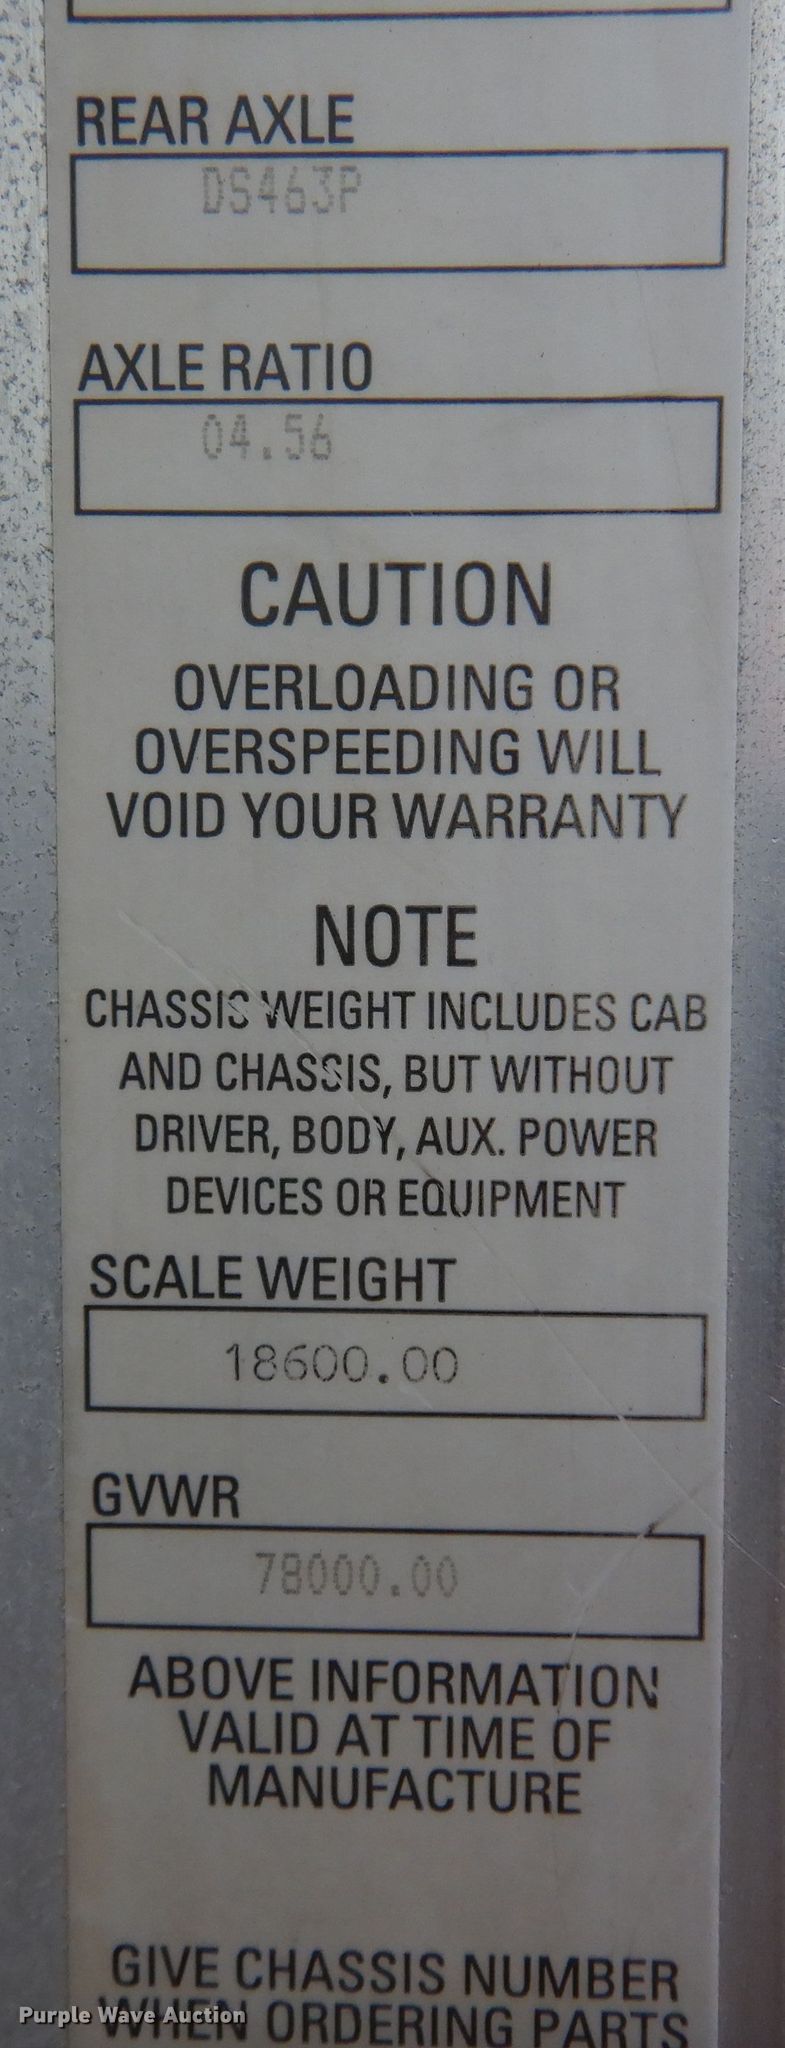 REAR AXLE
DS463P
AXLE RATIO
04.56
CAUTION
OVERLOADING OR
OVERSPEEDING WILL
VOID YOUR WARRANTY
NOTE
CHASSIS WEIGHT INCLUDES CAB
AND CHASSIS, BUT WITHOUT
DRIVER, BODY, AUX. POWER
DEVICES OR EQUIPMENT
SCALE WEIGHT
18600.00
GVWR
78000.00
ABOVE INFORMATION
VALID AT TIME OF
MANUFACTURE
GIVE CHASSIS NUMBER
WHEN ORDERING PARTS
Purple Wave Auction